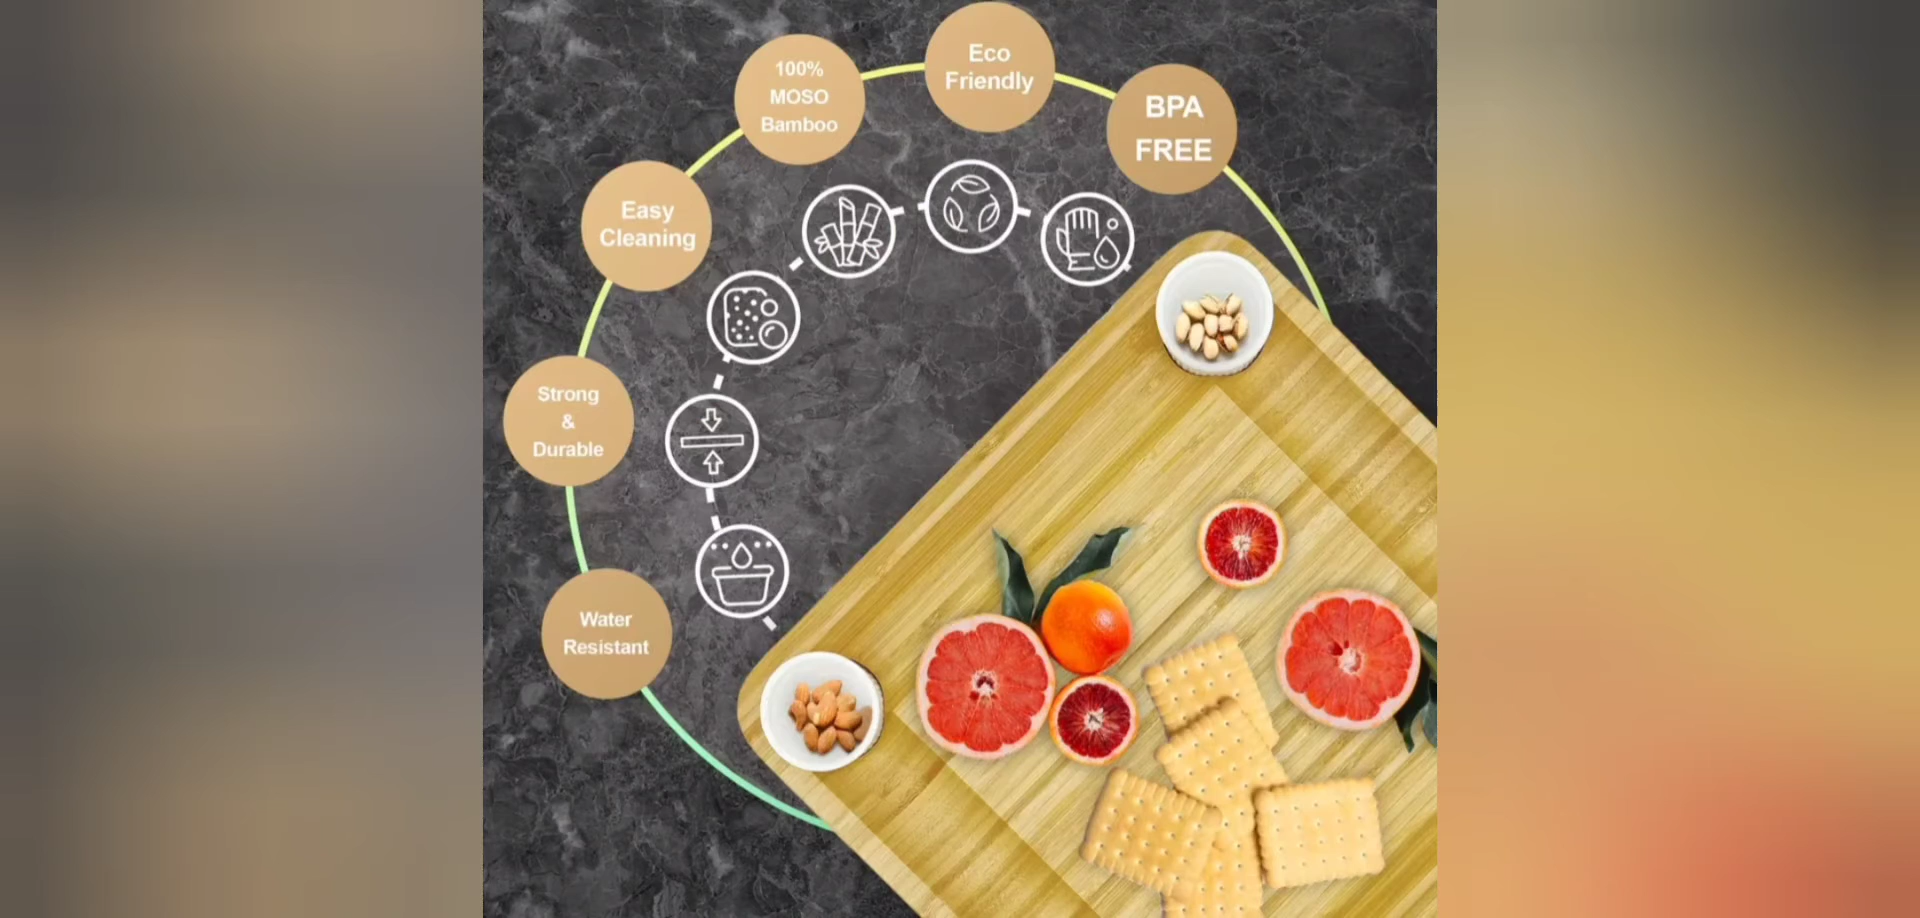 Eco
Friendly
100%
MOSO
Bamboo
BPA
FREE
Easy
Cleaning
Strong
&
Durable
Water
Resistant